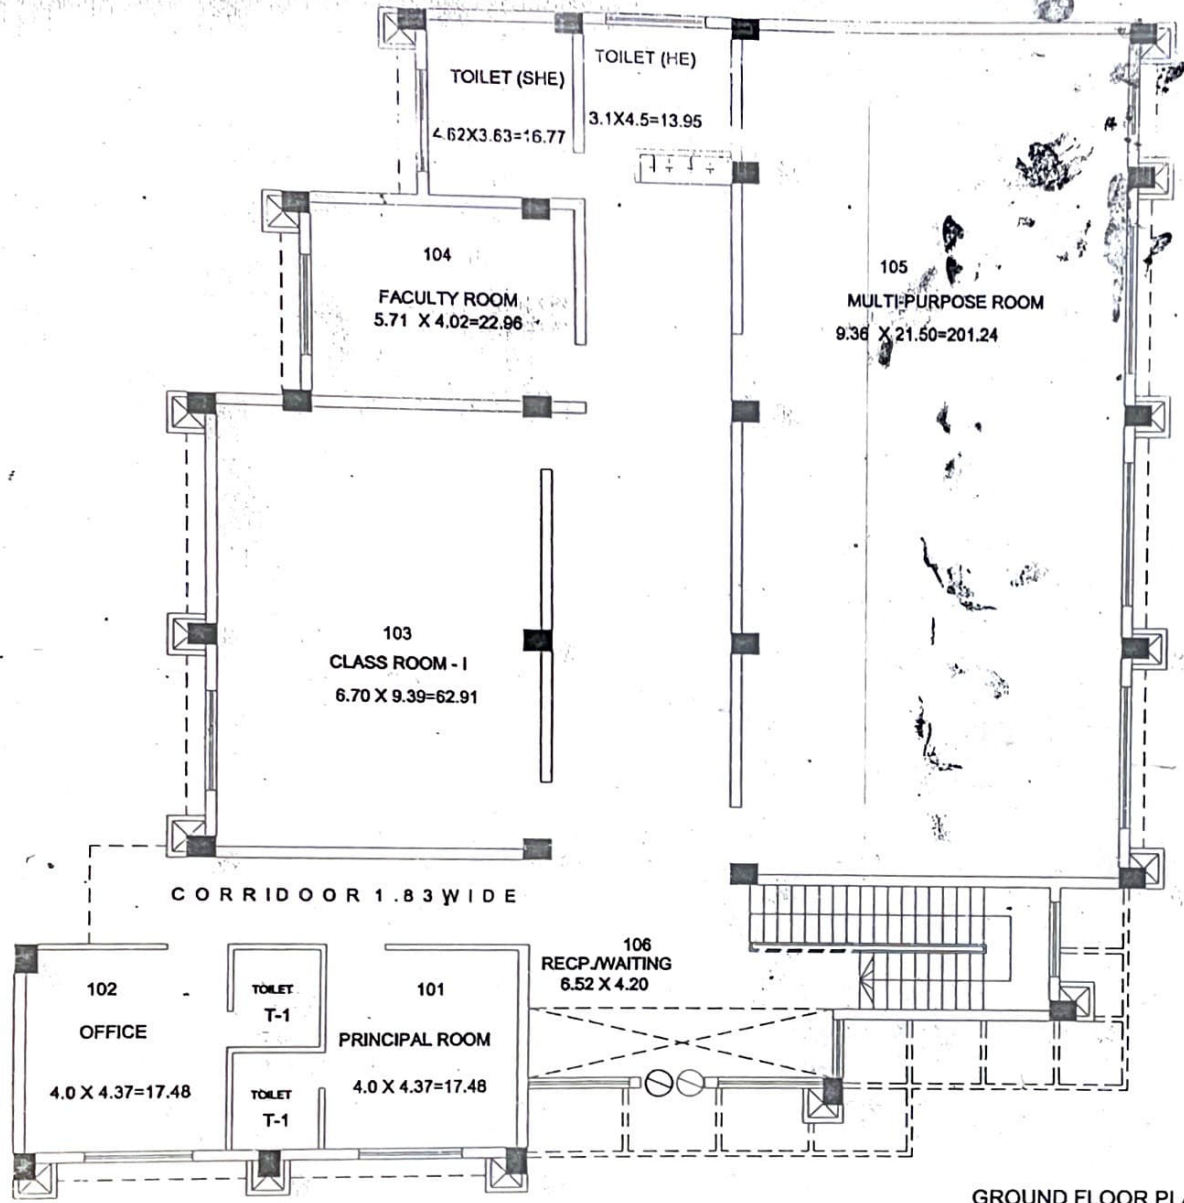 TOILET (SHE)
4.62X3.63=16.77
TOILET (HE)
3.1X4.5=13.95
104
FACULTY ROOM
5.71 X 4.02=22.96
105
MULTI-PURPOSE ROOM
9.36 X 21.50=201.24
103
CLASS ROOM - I
6.70 X 9.39=62.91
CORRIDOOR 1.83 WIDE
106
RECP./WAITING
6.52 X 4.20
102
OFFICE
4.0 X 4.37=17.48
TOILET
T-1
TOILET
T-1
101
PRINCIPAL ROOM
4.0 X 4.37=17.48
GROUND FLOOR PLA